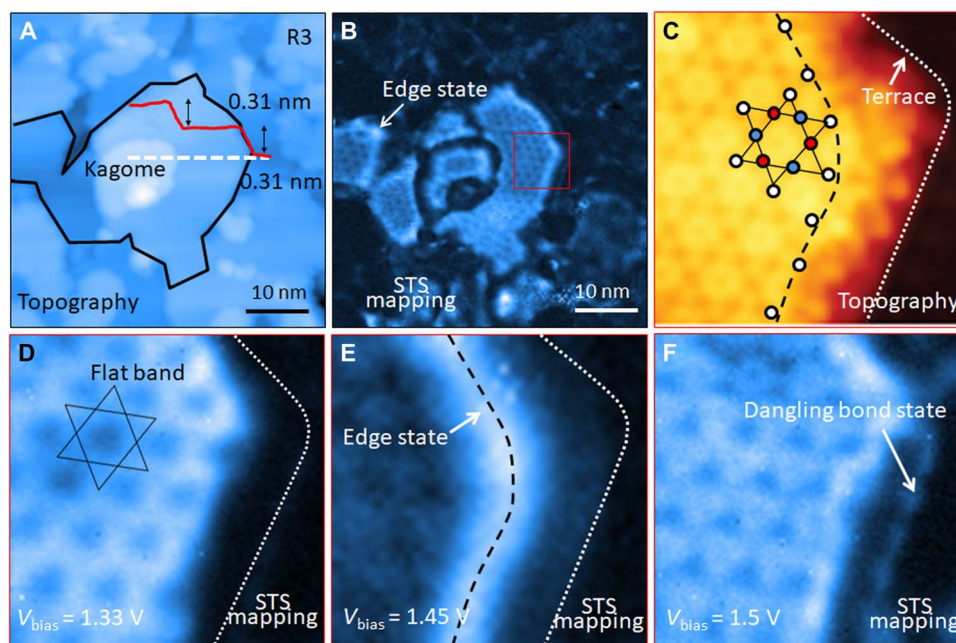 A
R3
0.31 nm
Kagome
0.31 nm
Topography
10 nm
B
Edge state
STS
mapping
10 nm
C
Terrace
Topography
D
Flat band
V_bias = 1.33 V
STS
mapping
E
Edge state
V_bias = 1.45 V
STS
mapping
F
Dangling bond
state
V_bias = 1.5 V
STS
mapping